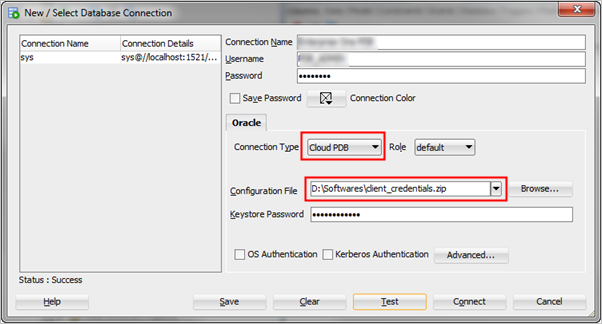 New / Select Database Connection
Connection Name Connection Details
sys sys@//localhost:1521/...
Connection Name
Username
Password ••••••••
Save Password Connection Color
Oracle
Connection Type Cloud PDB Role default
Configuration File D:\Softwares\client_credentials.zip Browse...
Keystore Password ••••••••••••
OS Authentication Kerberos Authentication Advanced...
Status : Success
Help Save Clear Test Connect Cancel